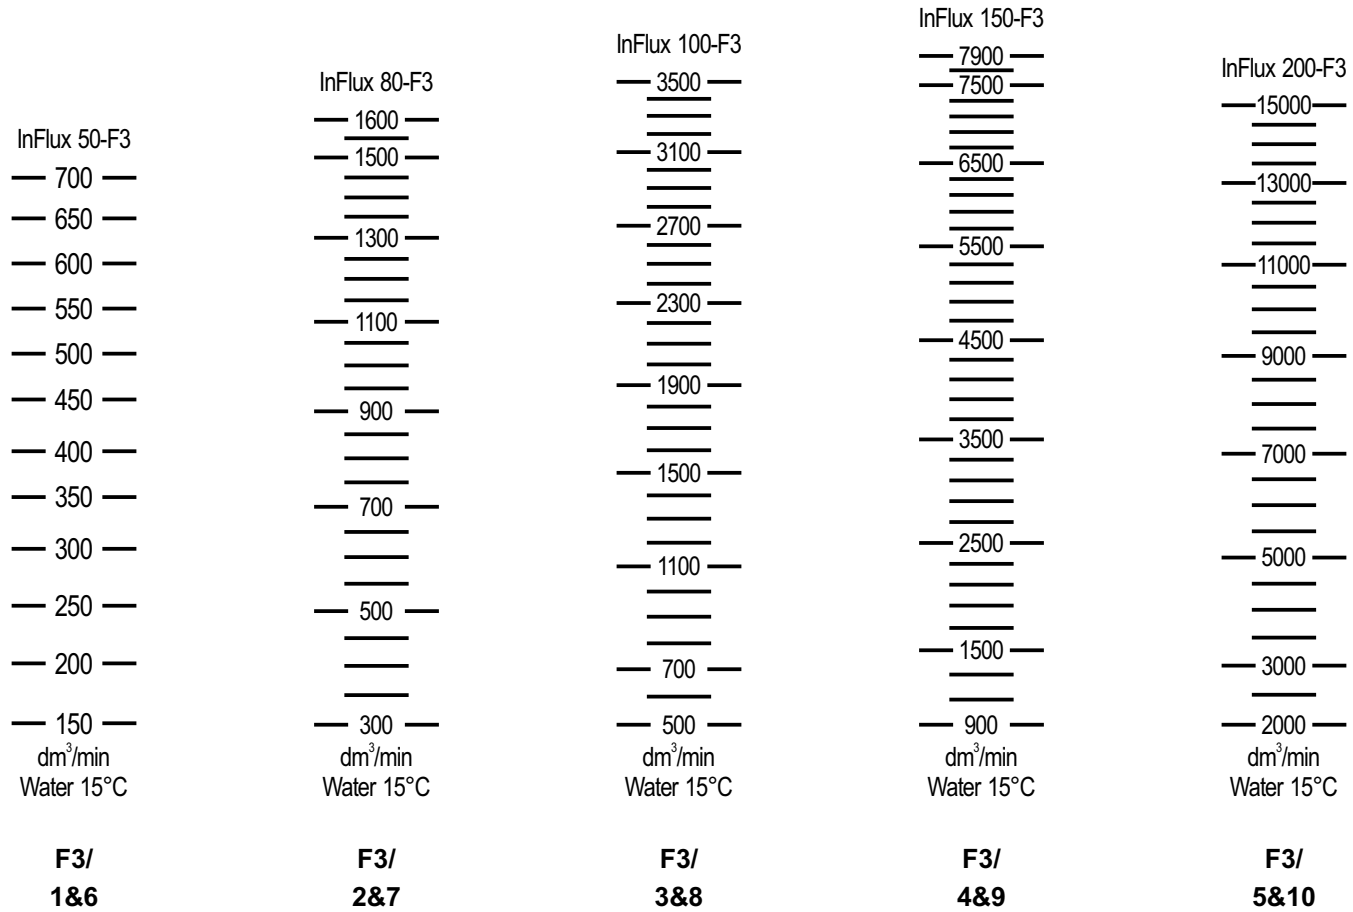 InFlux 50-F3
700
650
600
550
500
450
400
350
300
250
200
150
dm³/min
Water 15°C
F3/
1&6
InFlux 80-F3
1600
1500
1300
1100
900
700
500
300
dm³/min
Water 15°C
F3/
2&7
InFlux 100-F3
3500
3100
2700
2300
1900
1500
1100
700
500
dm³/min
Water 15°C
F3/
3&8
InFlux 150-F3
7900
7500
6500
5500
4500
3500
2500
1500
900
dm³/min
Water 15°C
F3/
4&9
InFlux 200-F3
15000
13000
11000
9000
7000
5000
3000
2000
dm³/min
Water 15°C
F3/
5&10